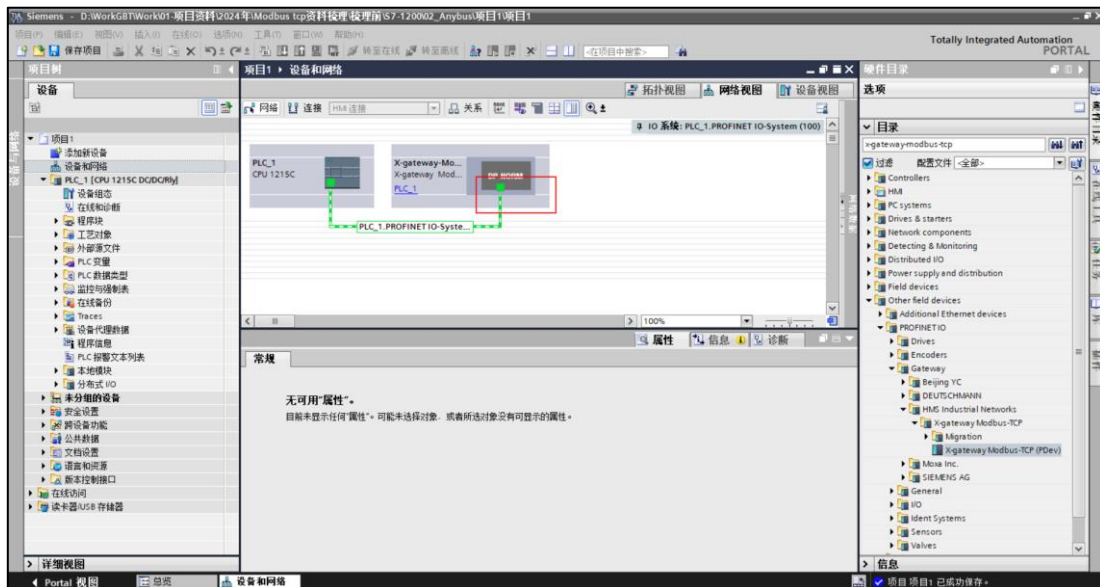 Siemens - D:\WorkGBT\Work\01-项目资料\2024年\Modbus tcp资料梳理\梳理前\S7-1200\02_Anybus\项目1\项目1
项目(P) 编辑(E) 视图(V) 插入(I) 在线(O) 选项(N) 工具(T) 窗口(W) 帮助(H)
保存项目 转至在线 转至离线 <在项目中搜索>
Totally Integrated Automation
PORTAL
项目树
设备
项目1
添加新设备
设备和网络
PLC_1 [CPU 1215C DC/DC/Rly]
设备组态
在线和诊断
程序块
工艺对象
外部源文件
PLC 变量
PLC 数据类型
监控与强制表
在线备份
Traces
设备代理数据
程序信息
PLC 报警文本列表
本地模块
分布式 I/O
未分组的设备
安全设置
跨设备功能
公共数据
文档设置
语言和资源
版本控制接口
在线访问
读卡器/USB 存储器
详细视图
项目1 ▸ 设备和网络
拓扑视图 网络视图 设备视图
网络 连接 HMI 连接 关系
IO 系统: PLC_1.PROFINET IO-System (100)
PLC_1
CPU 1215C
X-gateway-Mo...
X-gateway Mod...
PLC_1
DP-NORM
PLC_1.PROFINET IO-Syste...
100%
属性 信息 诊断
常规
无可用"属性"。
目前未显示任何"属性"。可能未选择对象，或者所选对象没有可显示的属性。
硬件目录
选项
目录
x-gateway-modbus-tcp
过滤 配置文件 <全部>
Controllers
HMI
PC systems
Drives & starters
Network components
Detecting & Monitoring
Distributed I/O
Power supply and distribution
Field devices
Other field devices
Additional Ethernet devices
PROFINET IO
Drives
Encoders
Gateway
Beijing YC
DEUTSCHMANN
HMS Industrial Networks
X-gateway Modbus-TCP
Migration
X-gateway Modbus-TCP (PDev)
Moxa Inc.
SIEMENS AG
General
I/O
Ident Systems
Sensors
Valves
信息
Portal 视图 总览 设备和网络
项目 项目1 已成功保存。